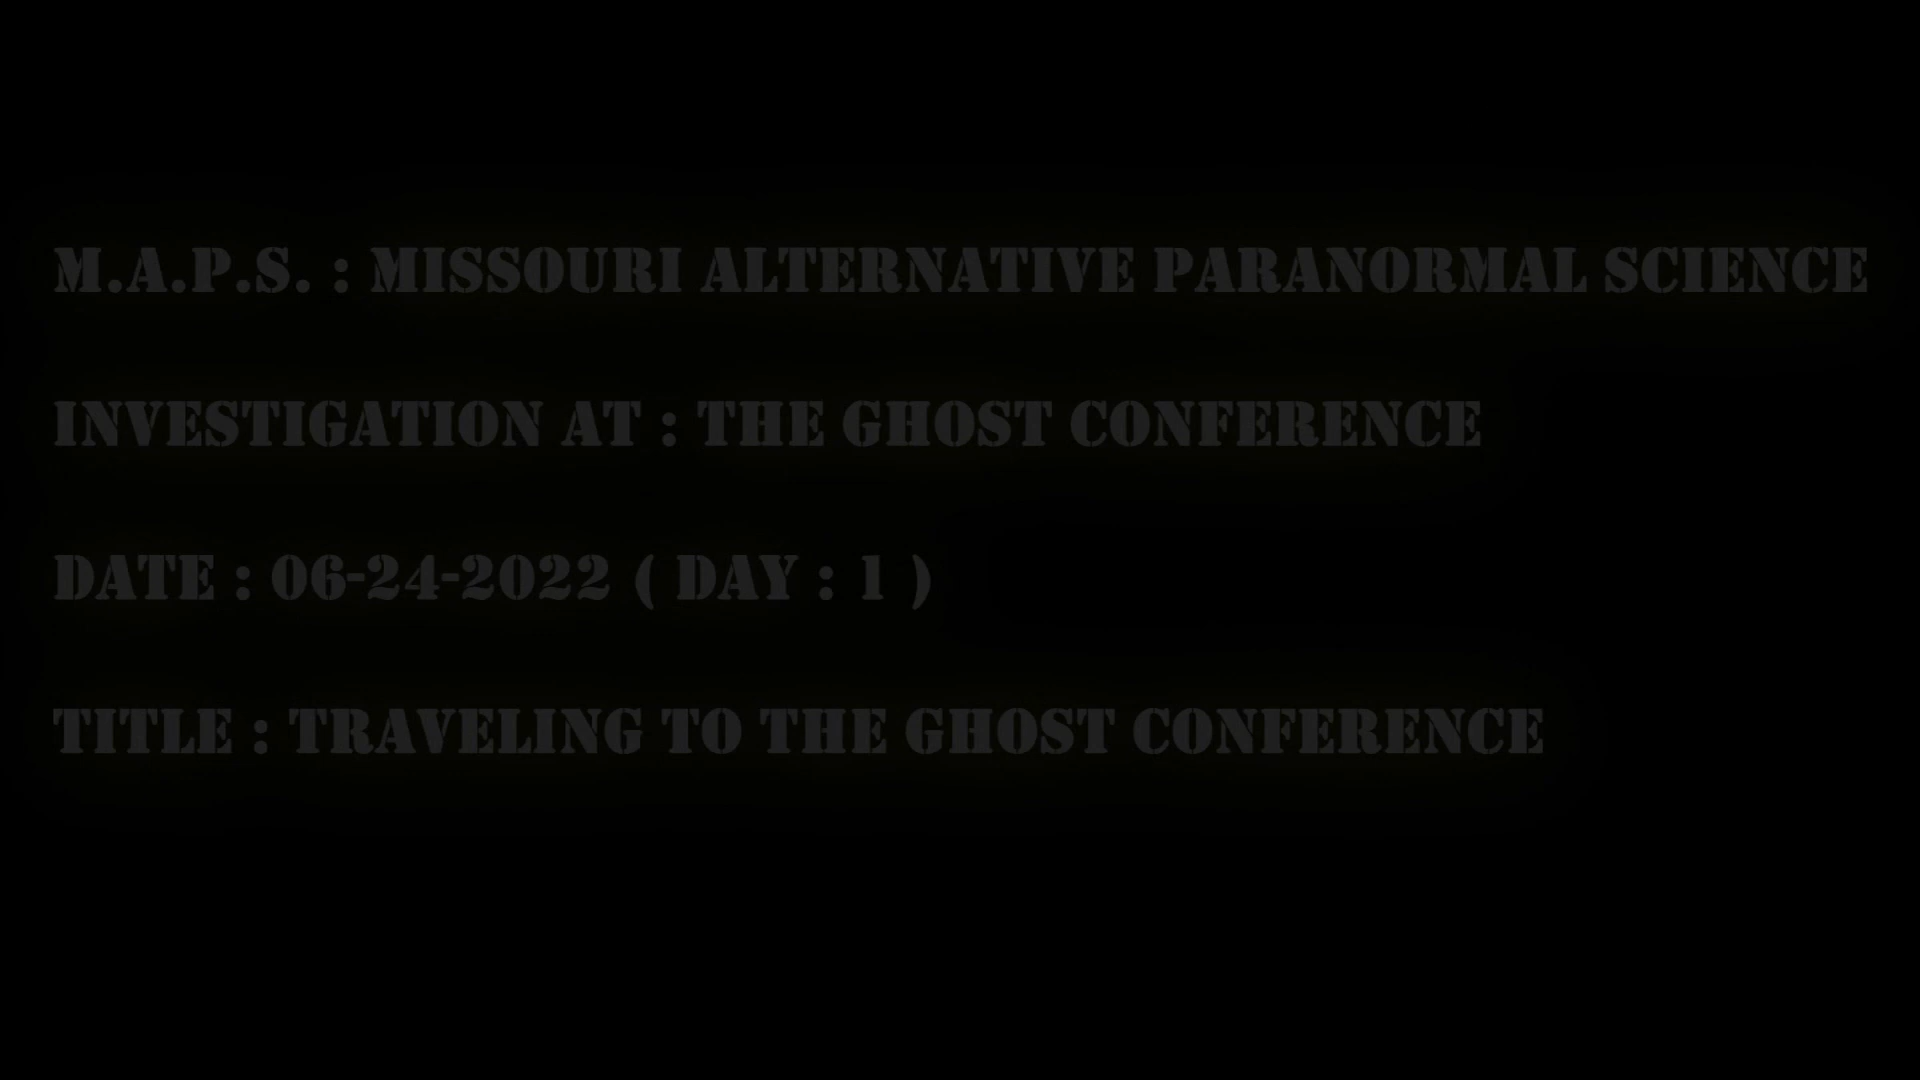 M.A.P.S. : MISSOURI ALTERNATIVE PARANORMAL SCIENCE
INVESTIGATION AT : THE GHOST CONFERENCE
DATE : 06-24-2022 ( DAY : 1 )
TITLE : TRAVELING TO THE GHOST CONFERENCE